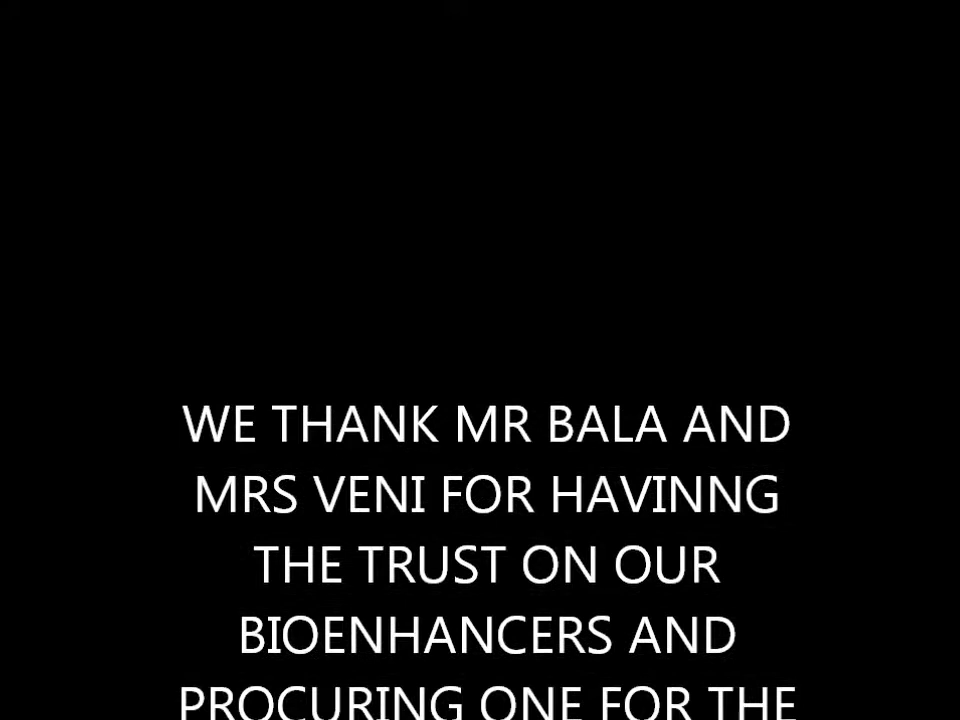 WE THANK MR BALA AND
MRS VENI FOR HAVINNG
THE TRUST ON OUR
BIOENHANCERS AND
PROCURING ONE FOR THE